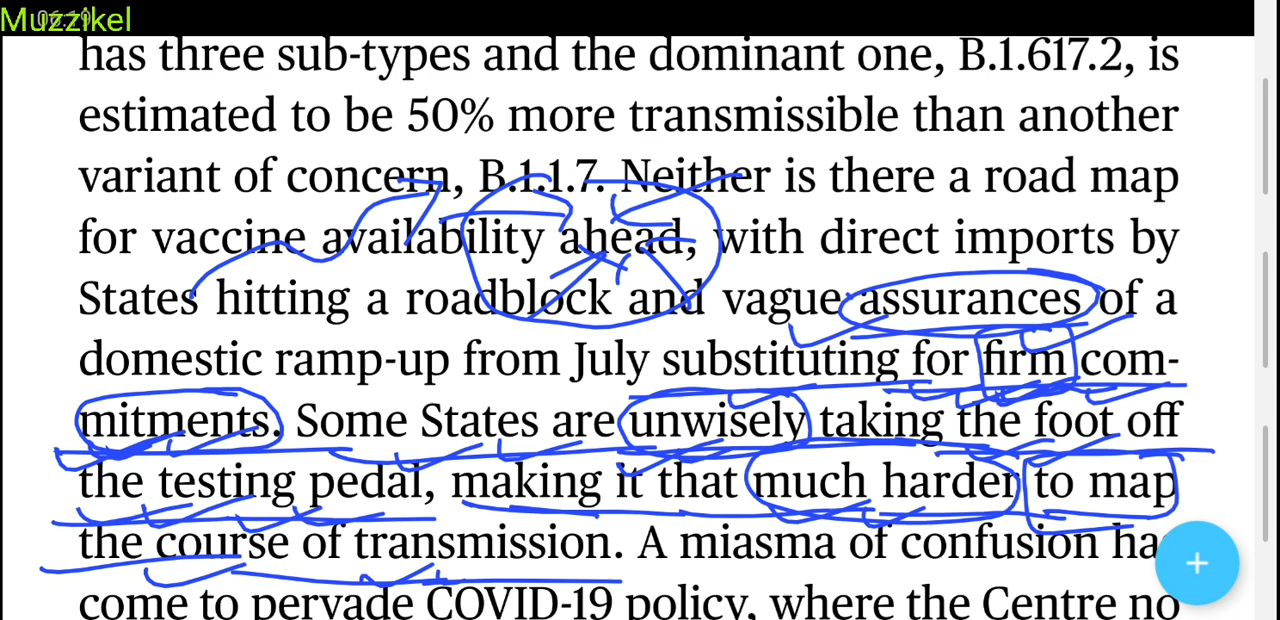 Muzzikel
has three sub-types and the dominant one, B.1.617.2, is
estimated to be 50% more transmissible than another
variant of concern, B.1.1.7. Neither is there a road map
for vaccine availability ahead, with direct imports by
States hitting a roadblock and vague assurances of a
domestic ramp-up from July substituting for firm com-
mitments. Some States are unwisely taking the foot off
the testing pedal, making it that much harder to map
the course of transmission. A miasma of confusion ha
come to pervade COVID-19 policy, where the Centre no